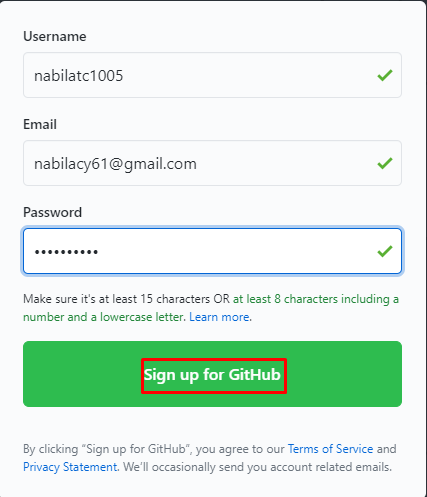 Username
nabilatc1005
Email
nabilacy61@gmail.com
Password
••••••••••
Make sure it's at least 15 characters OR at least 8 characters including a
number and a lowercase letter. Learn more.
Sign up for GitHub
By clicking “Sign up for GitHub”, you agree to our Terms of Service and
Privacy Statement. We'll occasionally send you account related emails.